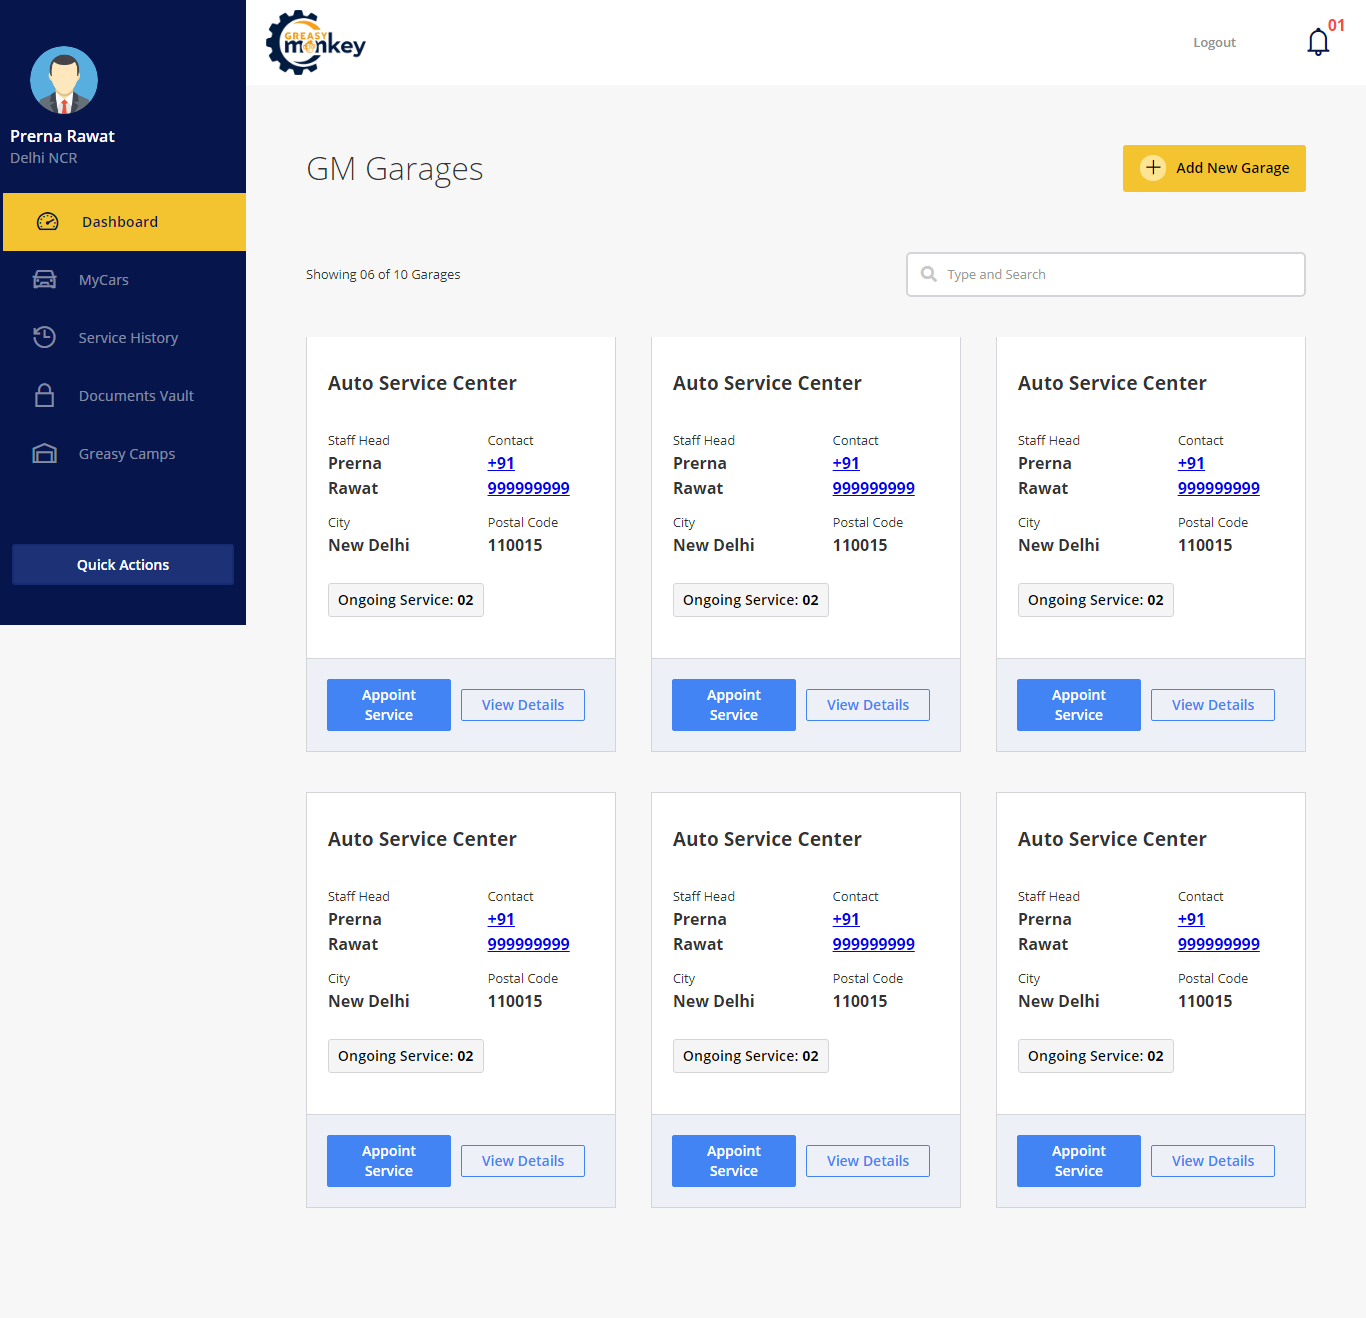 GREASY
monkey
Logout
01
Prerna Rawat
Delhi NCR
Dashboard
MyCars
Service History
Documents Vault
Greasy Camps
Quick Actions
GM Garages
Add New Garage
Showing 06 of 10 Garages
Type and Search
Auto Service Center
Staff Head
Contact
Prerna
Rawat
+91
999999999
City
Postal Code
New Delhi
110015
Ongoing Service: 02
Appoint
Service
View Details
Auto Service Center
Staff Head
Contact
Prerna
Rawat
+91
999999999
City
Postal Code
New Delhi
110015
Ongoing Service: 02
Appoint
Service
View Details
Auto Service Center
Staff Head
Contact
Prerna
Rawat
+91
999999999
City
Postal Code
New Delhi
110015
Ongoing Service: 02
Appoint
Service
View Details
Auto Service Center
Staff Head
Contact
Prerna
Rawat
+91
999999999
City
Postal Code
New Delhi
110015
Ongoing Service: 02
Appoint
Service
View Details
Auto Service Center
Staff Head
Contact
Prerna
Rawat
+91
999999999
City
Postal Code
New Delhi
110015
Ongoing Service: 02
Appoint
Service
View Details
Auto Service Center
Staff Head
Contact
Prerna
Rawat
+91
999999999
City
Postal Code
New Delhi
110015
Ongoing Service: 02
Appoint
Service
View Details